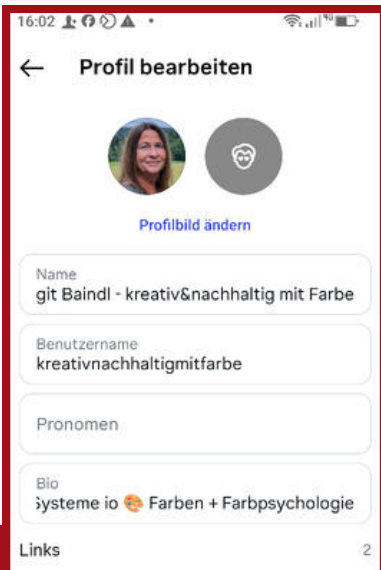 16:02
Profil bearbeiten
Profilbild ändern
Name
git Baindl - kreativ&nachhaltig mit Farbe
Benutzername
kreativnachhaltigmitfarbe
Pronomen
Bio
Systeme io 🎨 Farben + Farbpsychologie
Links 2